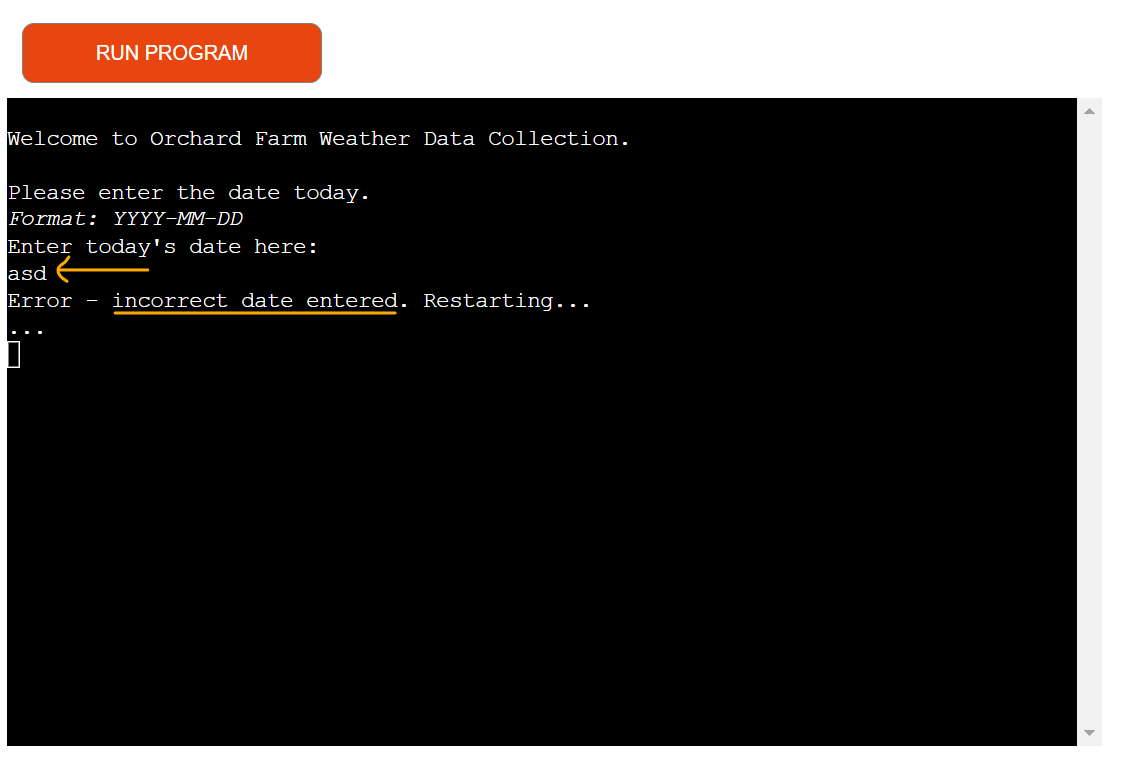 RUN PROGRAM
Welcome to Orchard Farm Weather Data Collection.
Please enter the date today.
Format: YYYY-MM-DD
Enter today's date here:
asd
Error - incorrect date entered. Restarting...
...